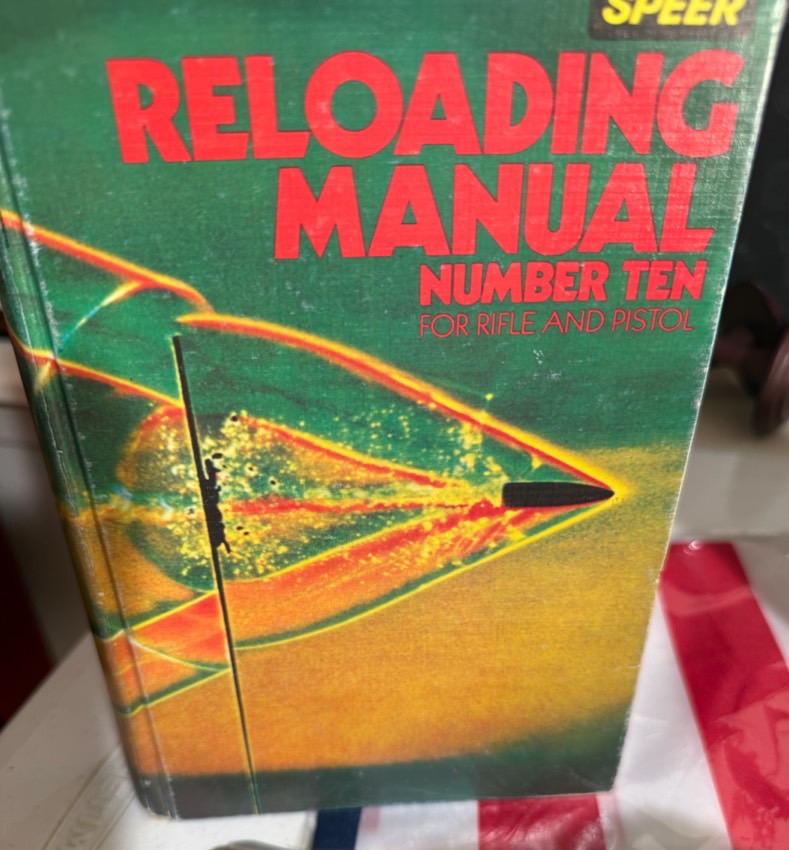 SPEER
RELOADING
MANUAL
NUMBER TEN
FOR RIFLE AND PISTOL